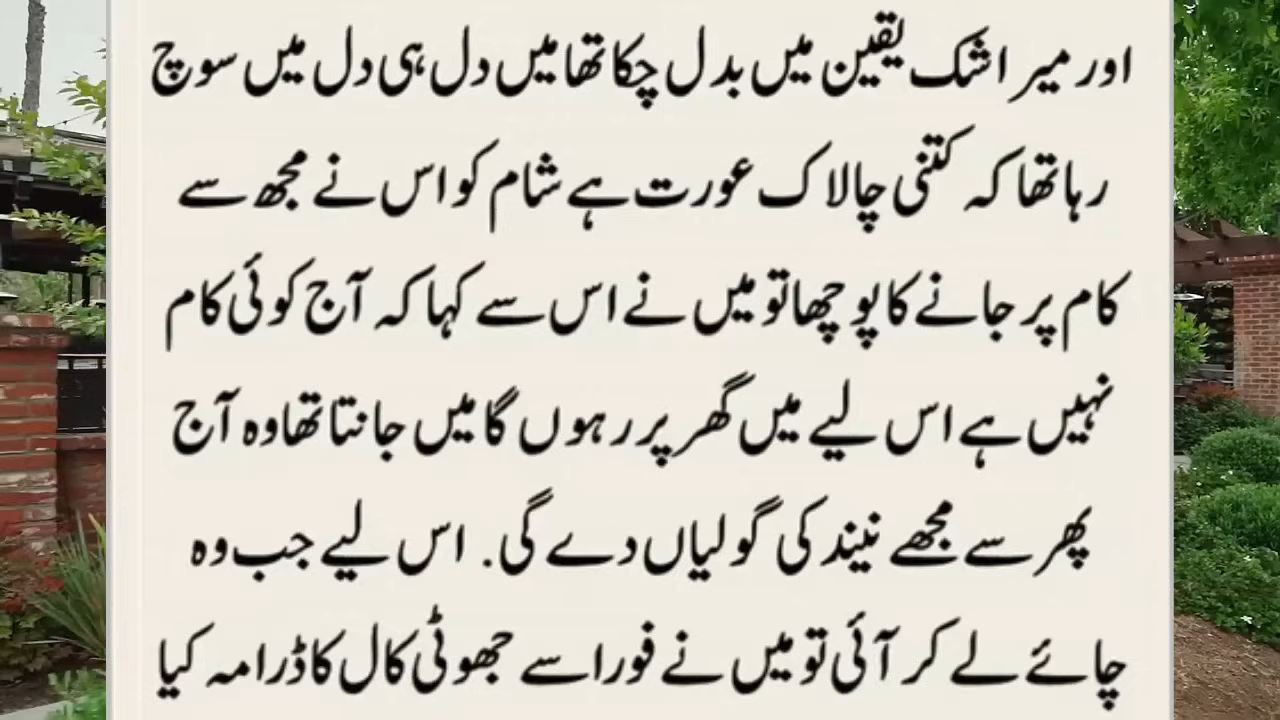 اور میرا شک یقین میں بدل چکا تھا میں دل ہی دل میں سوچ
رہا تھا کہ کتنی چالاک عورت ہے شام کو اس نے مجھ سے
کام پر جانے کا پوچھا تو میں نے اس سے کہا کہ آج کوئی کام
نہیں ہے اس لیے میں گھر پر رہوں گا میں جانتا تھا وہ آج
پھر سے مجھے نیند کی گولیاں دے گی. اس لیے جب وہ
چائے لے کر آئی تو میں نے فورا سے جھوٹی کال کا ڈرامہ کیا